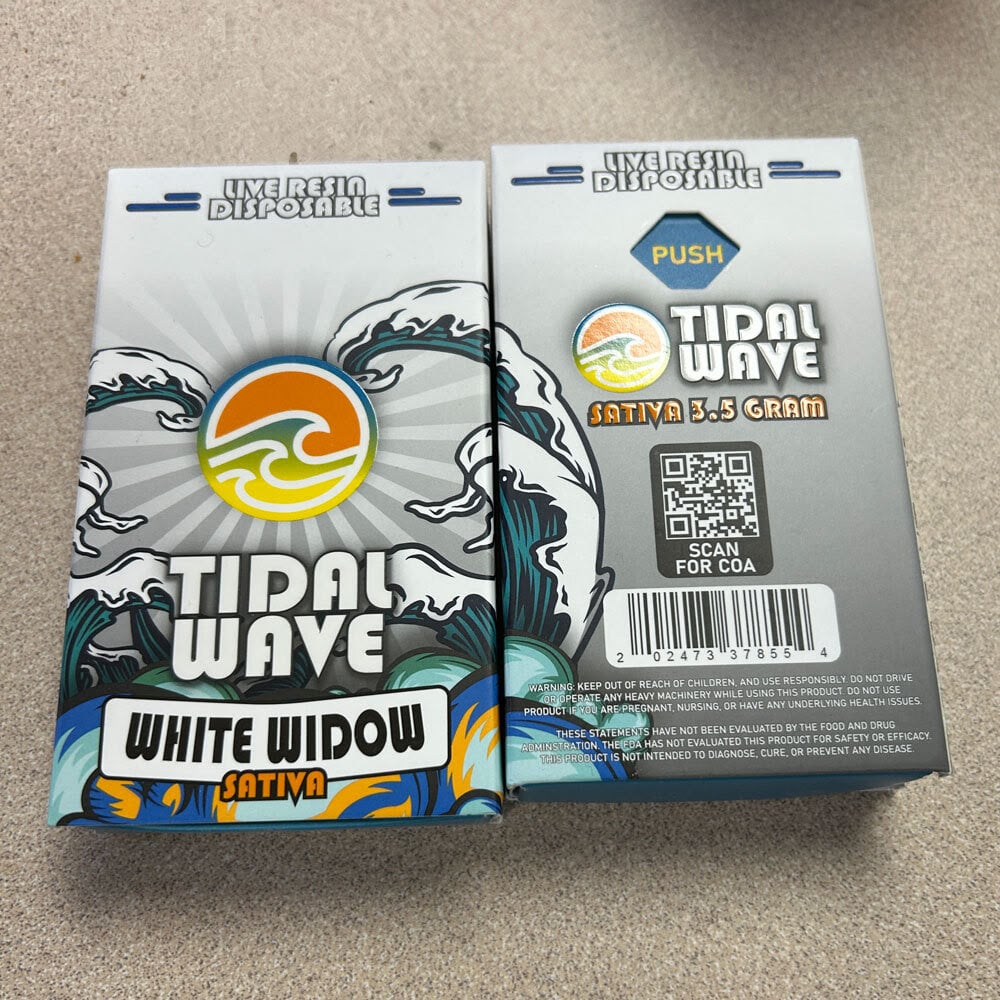 LIVE RESIN
DISPOSABLE
TIDAL
WAVE
WHITE WIDOW
SATIVA
LIVE RESIN
DISPOSABLE
PUSH
TIDAL
WAVE
SATIVA 3.5 GRAM
SCAN
FOR COA
2 02473 37855 4
WARNING: KEEP OUT OF REACH OF CHILDREN, AND USE RESPONSIBLY. DO NOT DRIVE
OR OPERATE ANY HEAVY MACHINERY WHILE USING THIS PRODUCT. DO NOT USE
PRODUCT IF YOU ARE PREGNANT, NURSING, OR HAVE ANY UNDERLYING HEALTH ISSUES.
THESE STATEMENTS HAVE NOT BEEN EVALUATED BY THE FOOD AND DRUG
ADMINSTRATION. THE FDA HAS NOT EVALUATED THIS PRODUCT FOR SAFETY OR EFFICACY.
THIS PRODUCT IS NOT INTENDED TO DIAGNOSE, CURE, OR PREVENT ANY DISEASE.